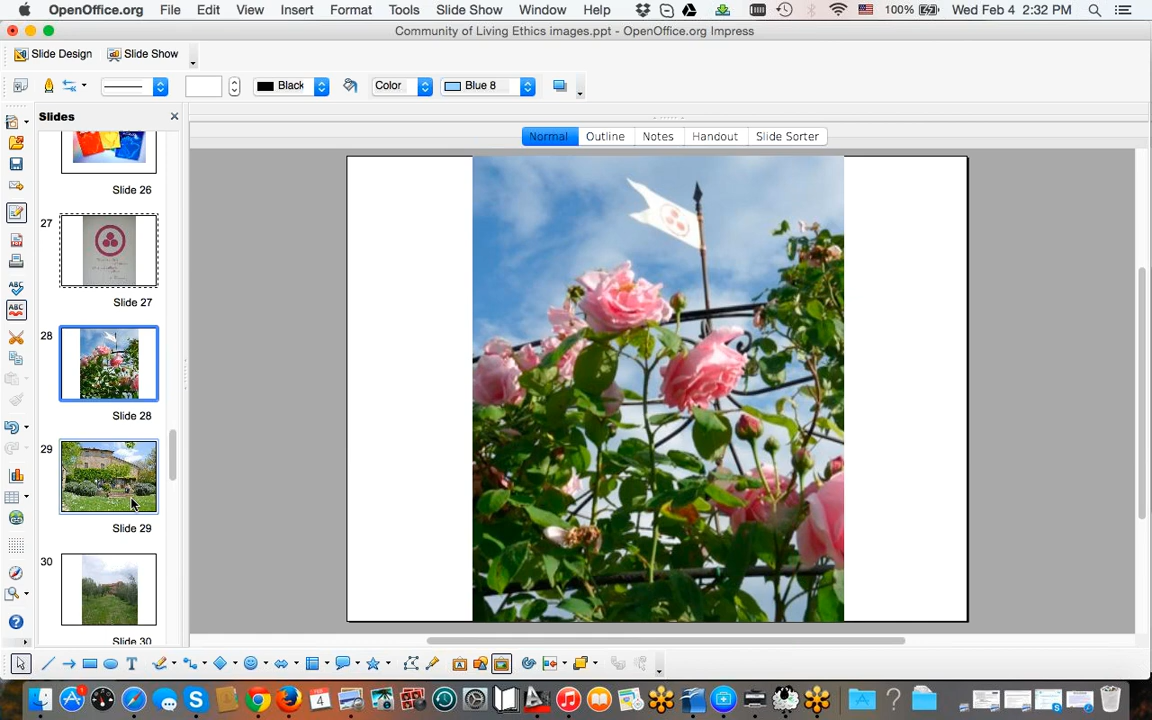 OpenOffice.org File Edit View Insert Format Tools Slide Show Window Help 100% Wed Feb 4 2:32 PM
Community of Living Ethics images.ppt - OpenOffice.org Impress
Slide Design Slide Show
Black Color Blue 8
Slides
Normal Outline Notes Handout Slide Sorter
Slide 26
27
Slide 27
28
Slide 28
29
Slide 29
30
Slide 30